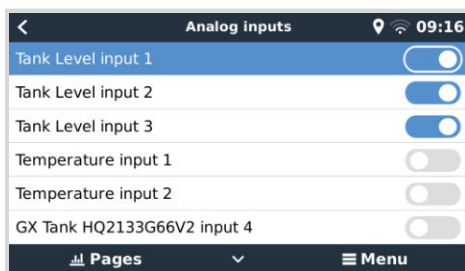 Analog inputs 09:16
Tank Level input 1
Tank Level input 2
Tank Level input 3
Temperature input 1
Temperature input 2
GX Tank HQ2133G66V2 input 4
Pages Menu